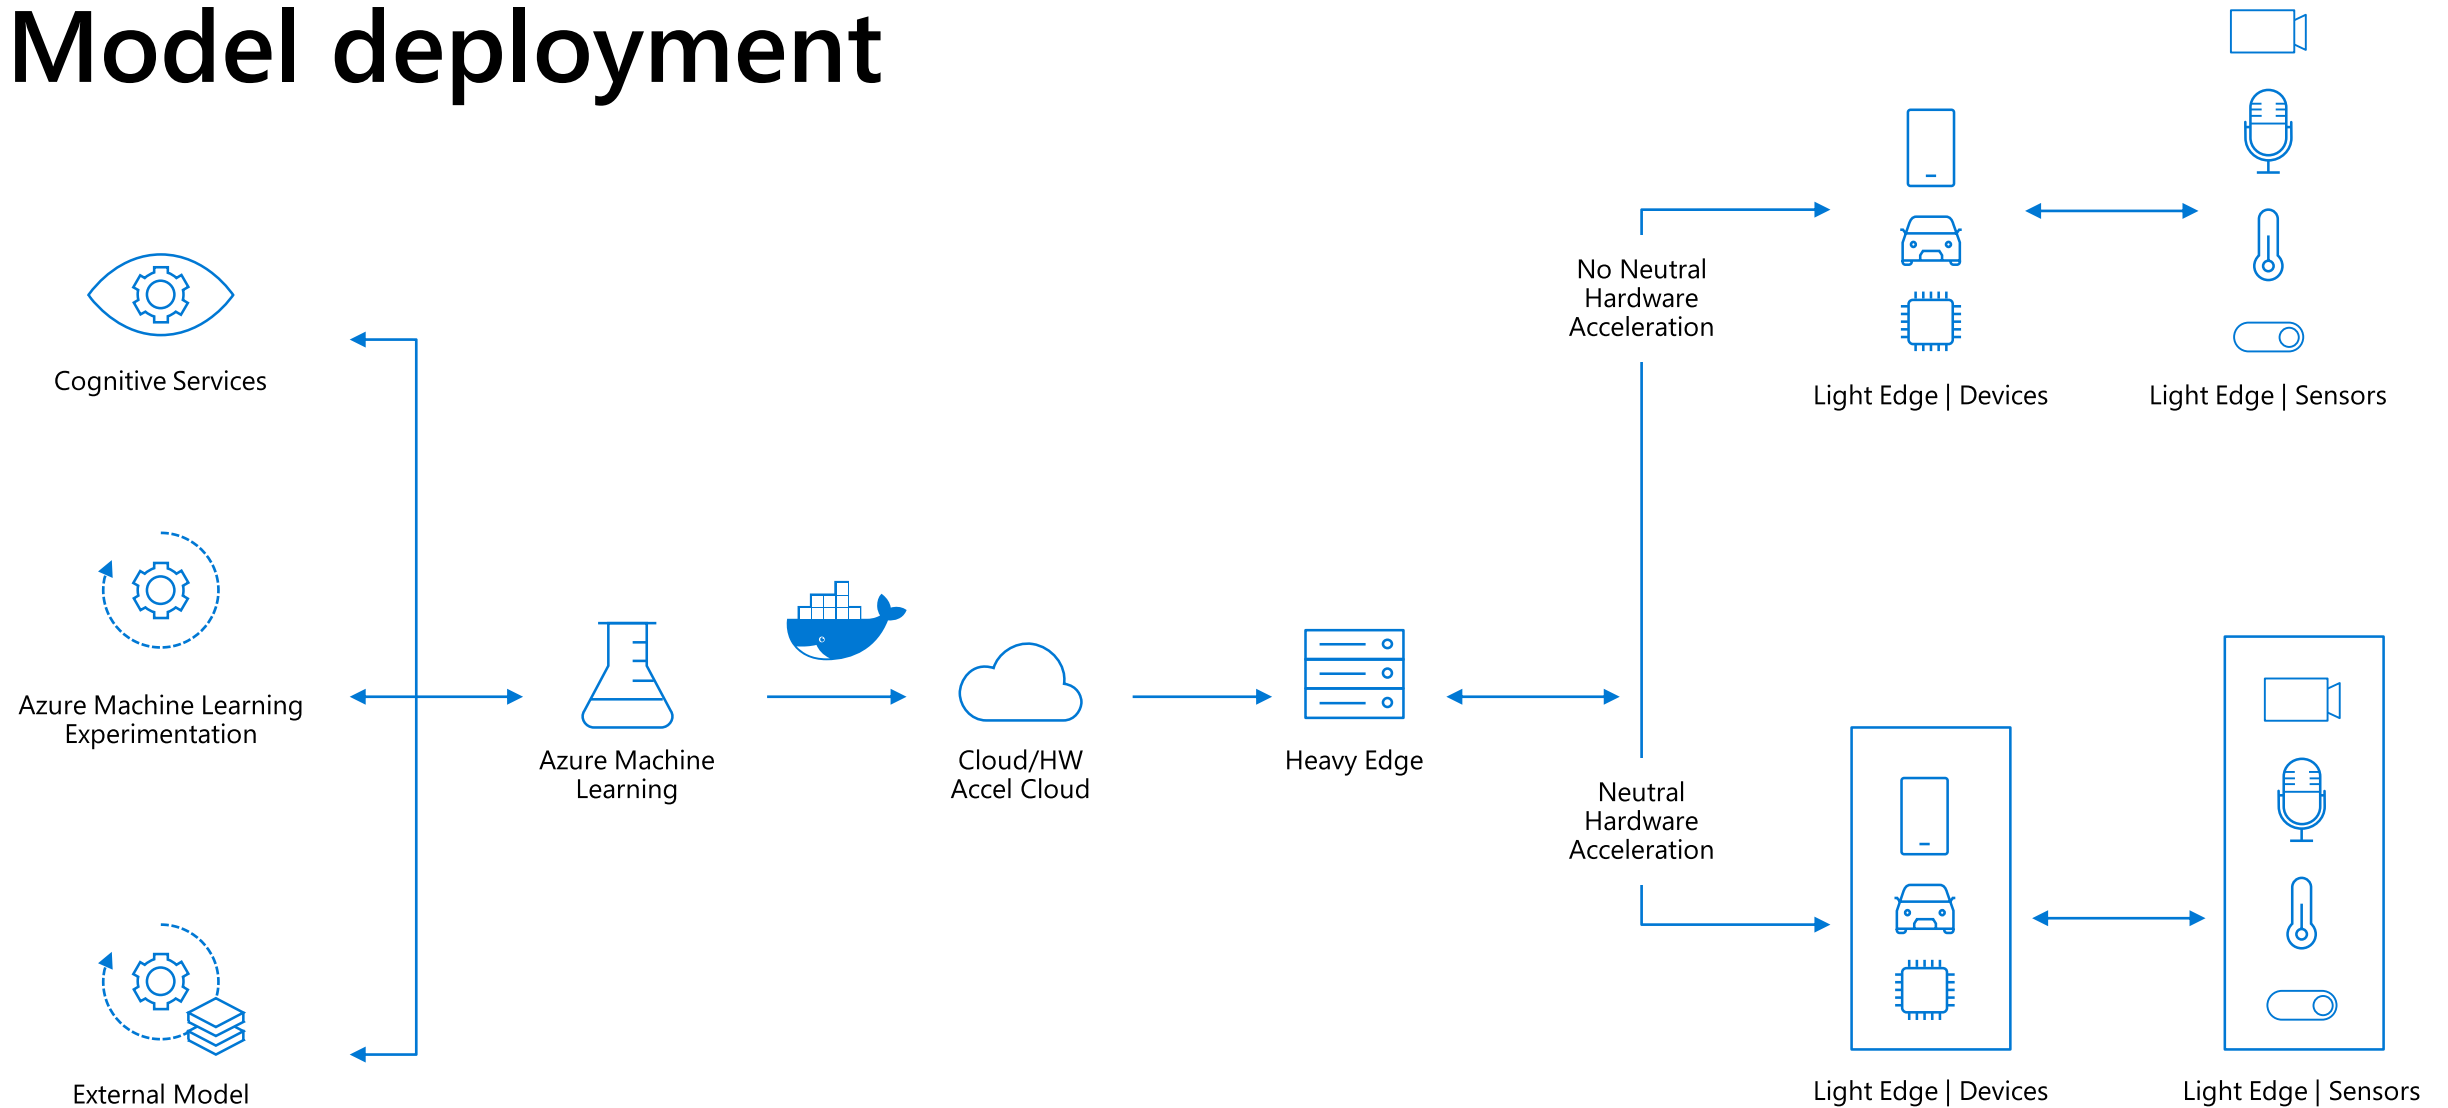 Model deployment
Cognitive Services
Azure Machine Learning
Experimentation
External Model
Azure Machine
Learning
Cloud/HW
Accel Cloud
Heavy Edge
No Neutral
Hardware
Acceleration
Light Edge | Devices
Light Edge | Sensors
Neutral
Hardware
Acceleration
Light Edge | Devices
Light Edge | Sensors